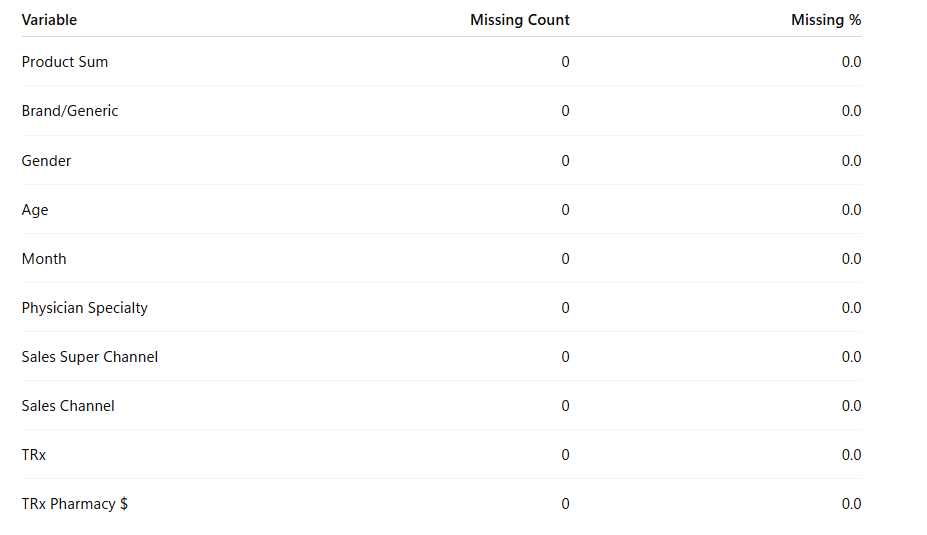 Variable Missing Count Missing %
Product Sum 0 0.0
Brand/Generic 0 0.0
Gender 0 0.0
Age 0 0.0
Month 0 0.0
Physician Specialty 0 0.0
Sales Super Channel 0 0.0
Sales Channel 0 0.0
TRx 0 0.0
TRx Pharmacy $ 0 0.0